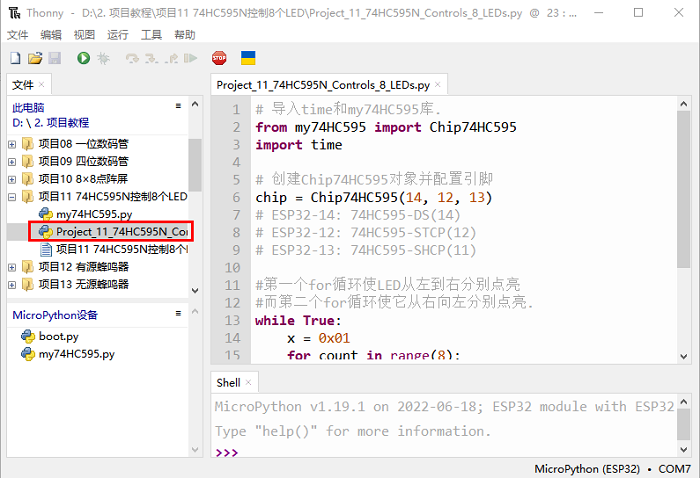 Thonny - D:\2. 项目教程\项目11 74HC595N控制8个LED\Project_11_74HC595N_Controls_8_LEDs.py @ 23 : ...
文件 编辑 视图 运行 工具 帮助
STOP
文件
此电脑
D: \ 2. 项目教程
项目08 一位数码管
项目09 四位数码管
项目10 8×8点阵屏
项目11 74HC595N控制8个LED
my74HC595.py
Project_11_74HC595N_Co
项目11 74HC595N控制8个
项目12 有源蜂鸣器
项目13 无源蜂鸣器
MicroPython设备
boot.py
my74HC595.py
Project_11_74HC595N_Controls_8_LEDs.py
1 # 导入time和my74HC595库.
2 from my74HC595 import Chip74HC595
3 import time
4
5 # 创建Chip74HC595对象并配置引脚
6 chip = Chip74HC595(14, 12, 13)
7 # ESP32-14: 74HC595-DS(14)
8 # ESP32-12: 74HC595-STCP(12)
9 # ESP32-13: 74HC595-SHCP(11)
10
11 #第一个for循环使LED从左到右分别点亮
12 #而第二个for循环使它从右向左分别点亮.
13 while True:
14 x = 0x01
15 for count in range(8):
Shell
MicroPython v1.19.1 on 2022-06-18; ESP32 module with ESP32
Type "help()" for more information.
>>>
MicroPython (ESP32) • COM7